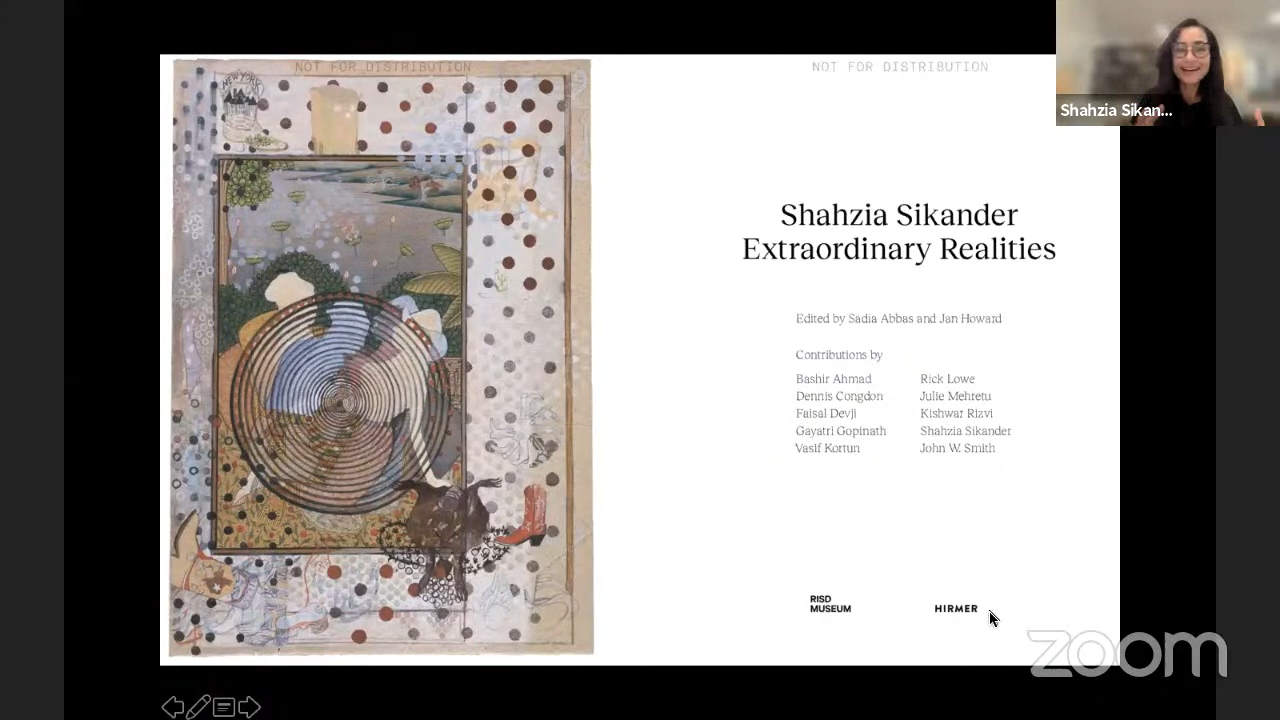 NOT FOR DISTRIBUTION
NOT FOR DISTRIBUTION
Shahzia Sikan...
NEW YORK
Shahzia Sikander
Extraordinary Realities
Edited by Sadia Abbas and Jan Howard
Contributions by
Bashir Ahmad
Dennis Congdon
Faisal Devji
Gayatri Gopinath
Vasif Kortun
Rick Lowe
Julie Mehretu
Kishwar Rizvi
Shahzia Sikander
John W. Smith
RISD
MUSEUM
HIRMER
zoom